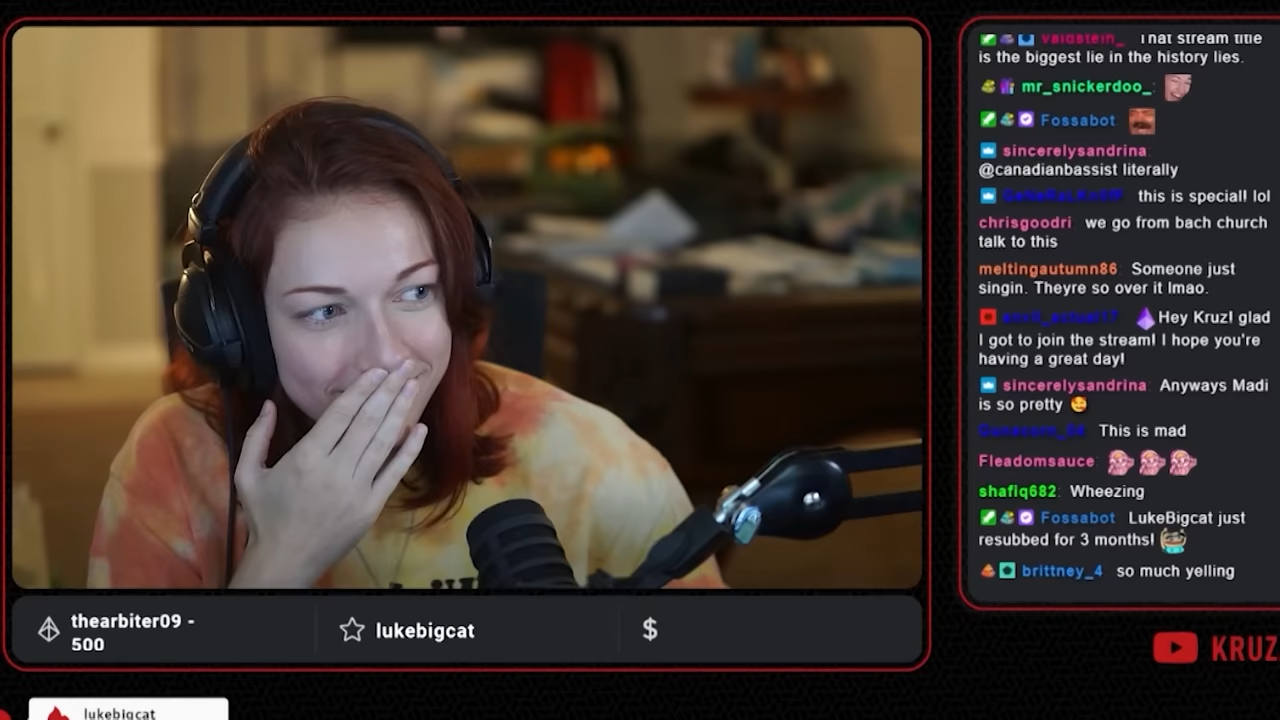 thearbiter09 -
500
lukebigcat
$
lukebigcat
That stream title
is the biggest lie in the history lies.
mr_snickerdoo_:
Fossabot
sincerelysandrina:
@canadianbassist literally
this is special! lol
chrisgoodri we go from bach church
talk to this
meltingautumn86: Someone just
singin. Theyre so over it lmao.
Hey Kruz! glad
I got to join the stream! I hope you're
having a great day!
sincerelysandrina: Anyways Madi
is so pretty 🥰
This is mad
Fleadomsauce:
shafiq682: Wheezing
Fossabot LukeBigcat just
resubbed for 3 months!
brittney_4 so much yelling
KRUZ